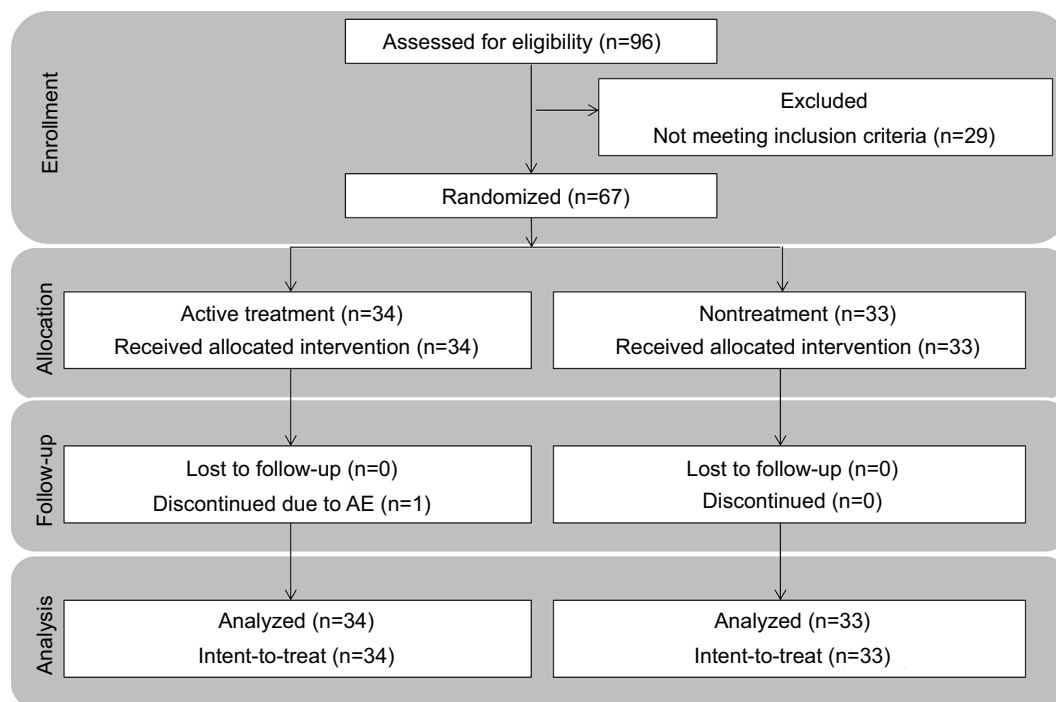 Enrollment
Assessed for eligibility (n=96)
Excluded
Not meeting inclusion criteria (n=29)
Randomized (n=67)
Allocation
Active treatment (n=34)
Received allocated intervention (n=34)
Nontreatment (n=33)
Received allocated intervention (n=33)
Follow-up
Lost to follow-up (n=0)
Discontinued due to AE (n=1)
Lost to follow-up (n=0)
Discontinued (n=0)
Analysis
Analyzed (n=34)
Intent-to-treat (n=34)
Analyzed (n=33)
Intent-to-treat (n=33)